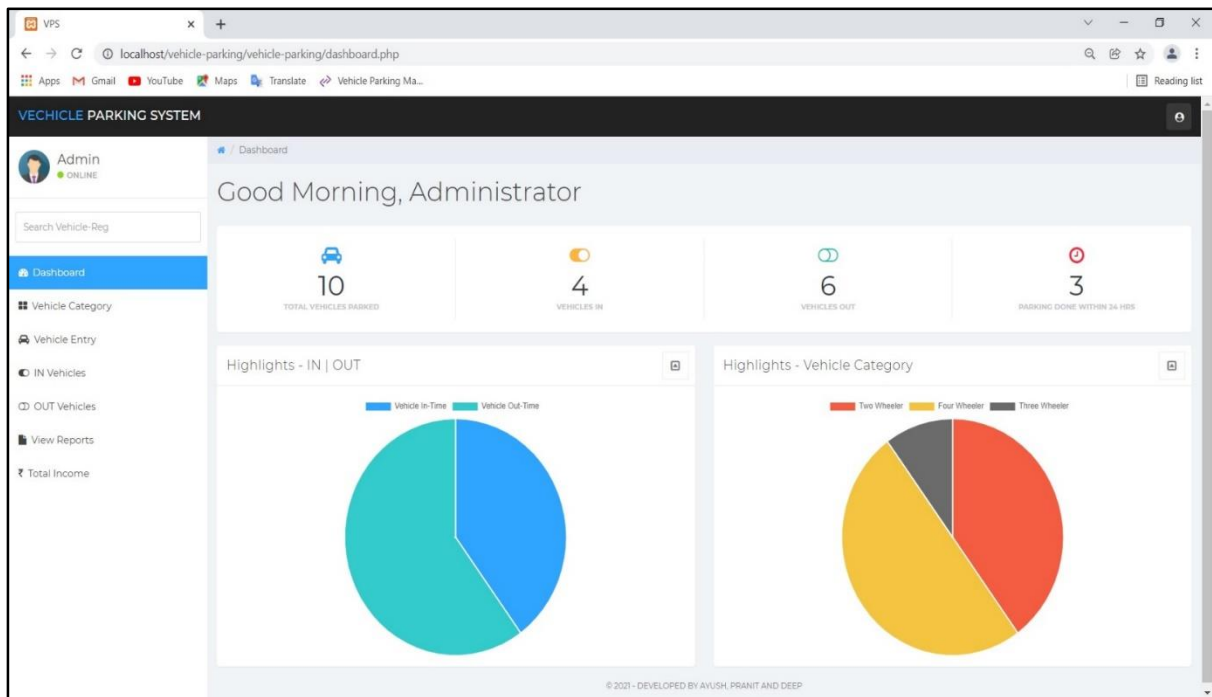 VPS
localhost/vehicle-parking/vehicle-parking/dashboard.php
Apps Gmail YouTube Maps Translate Vehicle Parking Ma... Reading list
VECHICLE PARKING SYSTEM
Admin
ONLINE
Search Vehicle-Reg
Dashboard
Vehicle Category
Vehicle Entry
IN Vehicles
OUT Vehicles
View Reports
₹ Total Income
/ Dashboard
Good Morning, Administrator
10
TOTAL VEHICLES PARKED
4
VEHICLES IN
6
VEHICLES OUT
3
PARKING DONE WITHIN 24 HRS
Highlights - IN | OUT
Vehicle In-Time Vehicle Out-Time
Highlights - Vehicle Category
Two Wheeler Four Wheeler Three Wheeler
© 2021 - DEVELOPED BY AYUSH, PRANIT AND DEEP